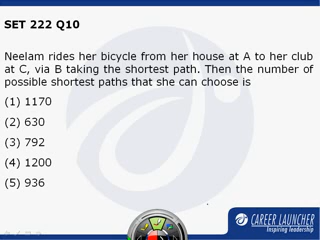 SET 222 Q10
Neelam rides her bicycle from her house at A to her club
at C, via B taking the shortest path. Then the number of
possible shortest paths that she can choose is
(1) 1170
(2) 630
(3) 792
(4) 1200
(5) 936
CAREER LAUNCHER
Inspiring leadership